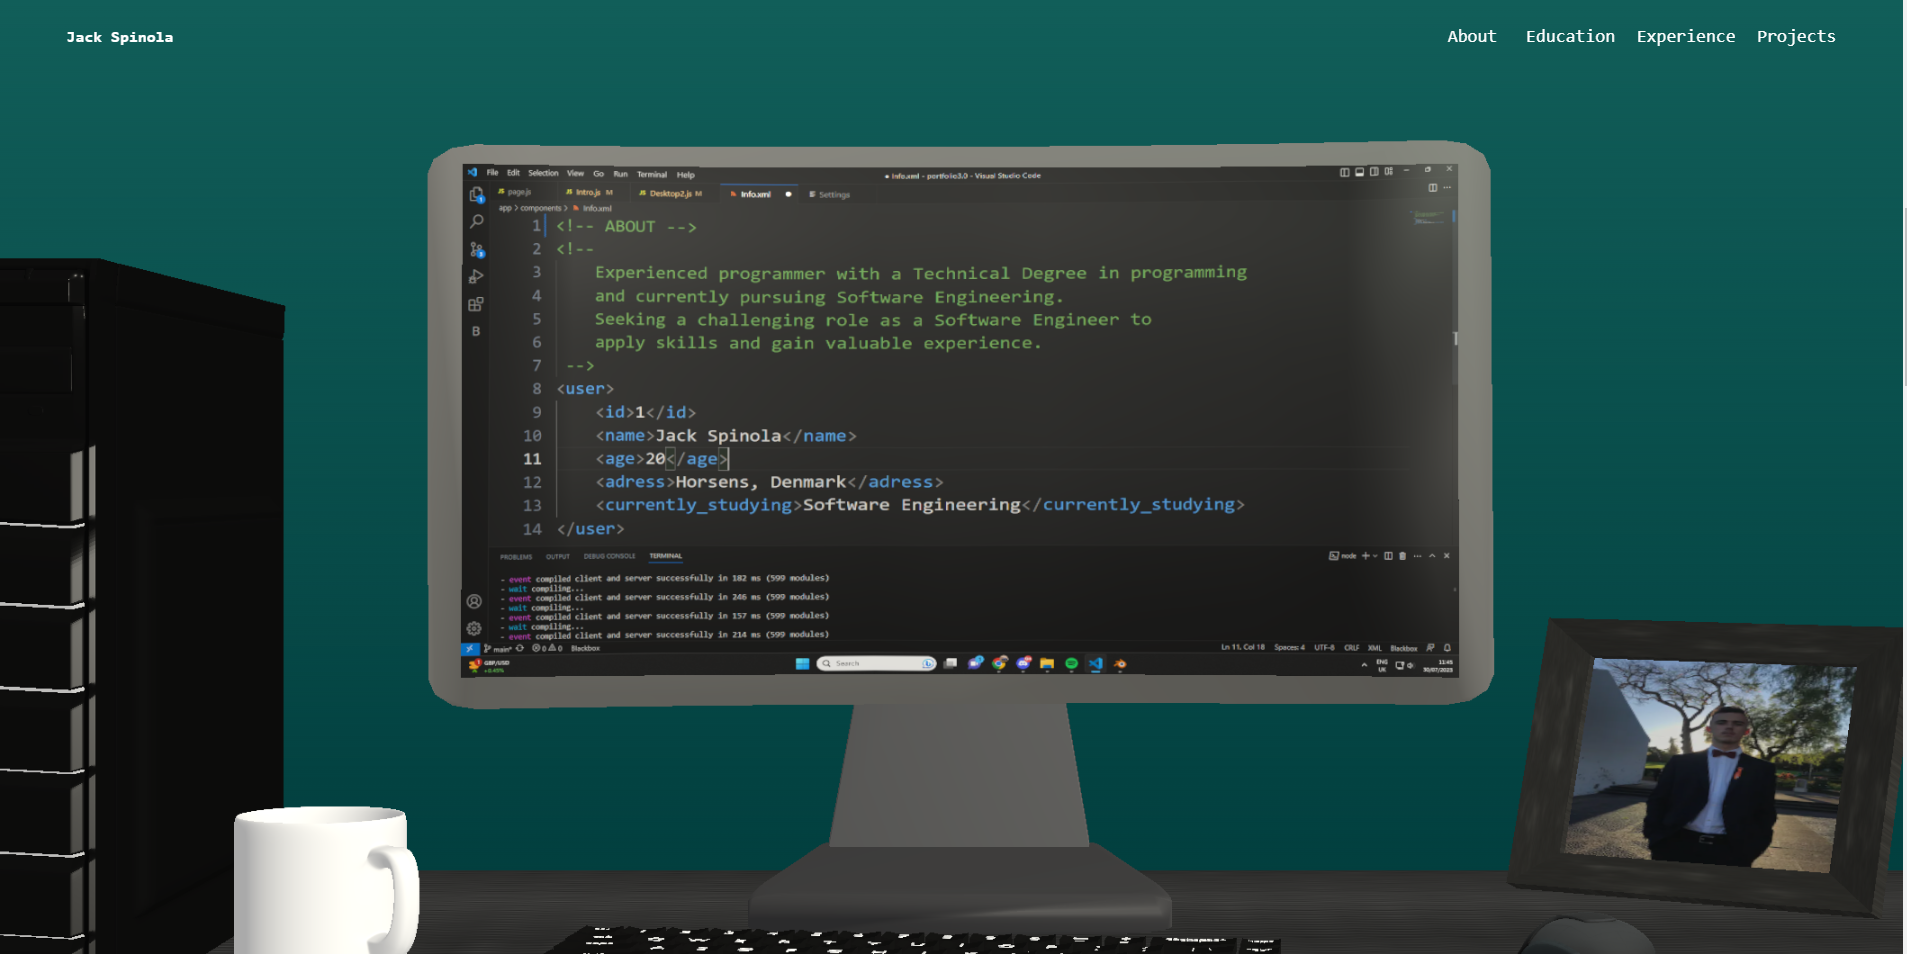 Jack Spinola
About Education Experience Projects
File Edit Selection View Go Run Terminal Help
● Info.xml - portfolio3.0 - Visual Studio Code
page.js
Intro.js M
Desktop2.js M
Info.xml ●
Settings
app > components > Info.xml
1 <!-- ABOUT -->
2 <!--
3 Experienced programmer with a Technical Degree in programming
4 and currently pursuing Software Engineering.
5 Seeking a challenging role as a Software Engineer to
6 apply skills and gain valuable experience.
7 -->
8 <user>
9 <id>1</id>
10 <name>Jack Spinola</name>
11 <age>20</age>
12 <adress>Horsens, Denmark</adress>
13 <currently_studying>Software Engineering</currently_studying>
14 </user>
B
PROBLEMS OUTPUT DEBUG CONSOLE TERMINAL
node
- event compiled client and server successfully in 182 ms (599 modules)
- wait compiling...
- event compiled client and server successfully in 246 ms (599 modules)
- wait compiling...
- event compiled client and server successfully in 157 ms (599 modules)
- wait compiling...
- event compiled client and server successfully in 214 ms (599 modules)
main* 0 0 Blackbox
Ln 11, Col 18 Spaces: 4 UTF-8 CRLF XML Blackbox
GBP/USD
+0.45%
Search
ENG
UK
11:45
30/07/2023